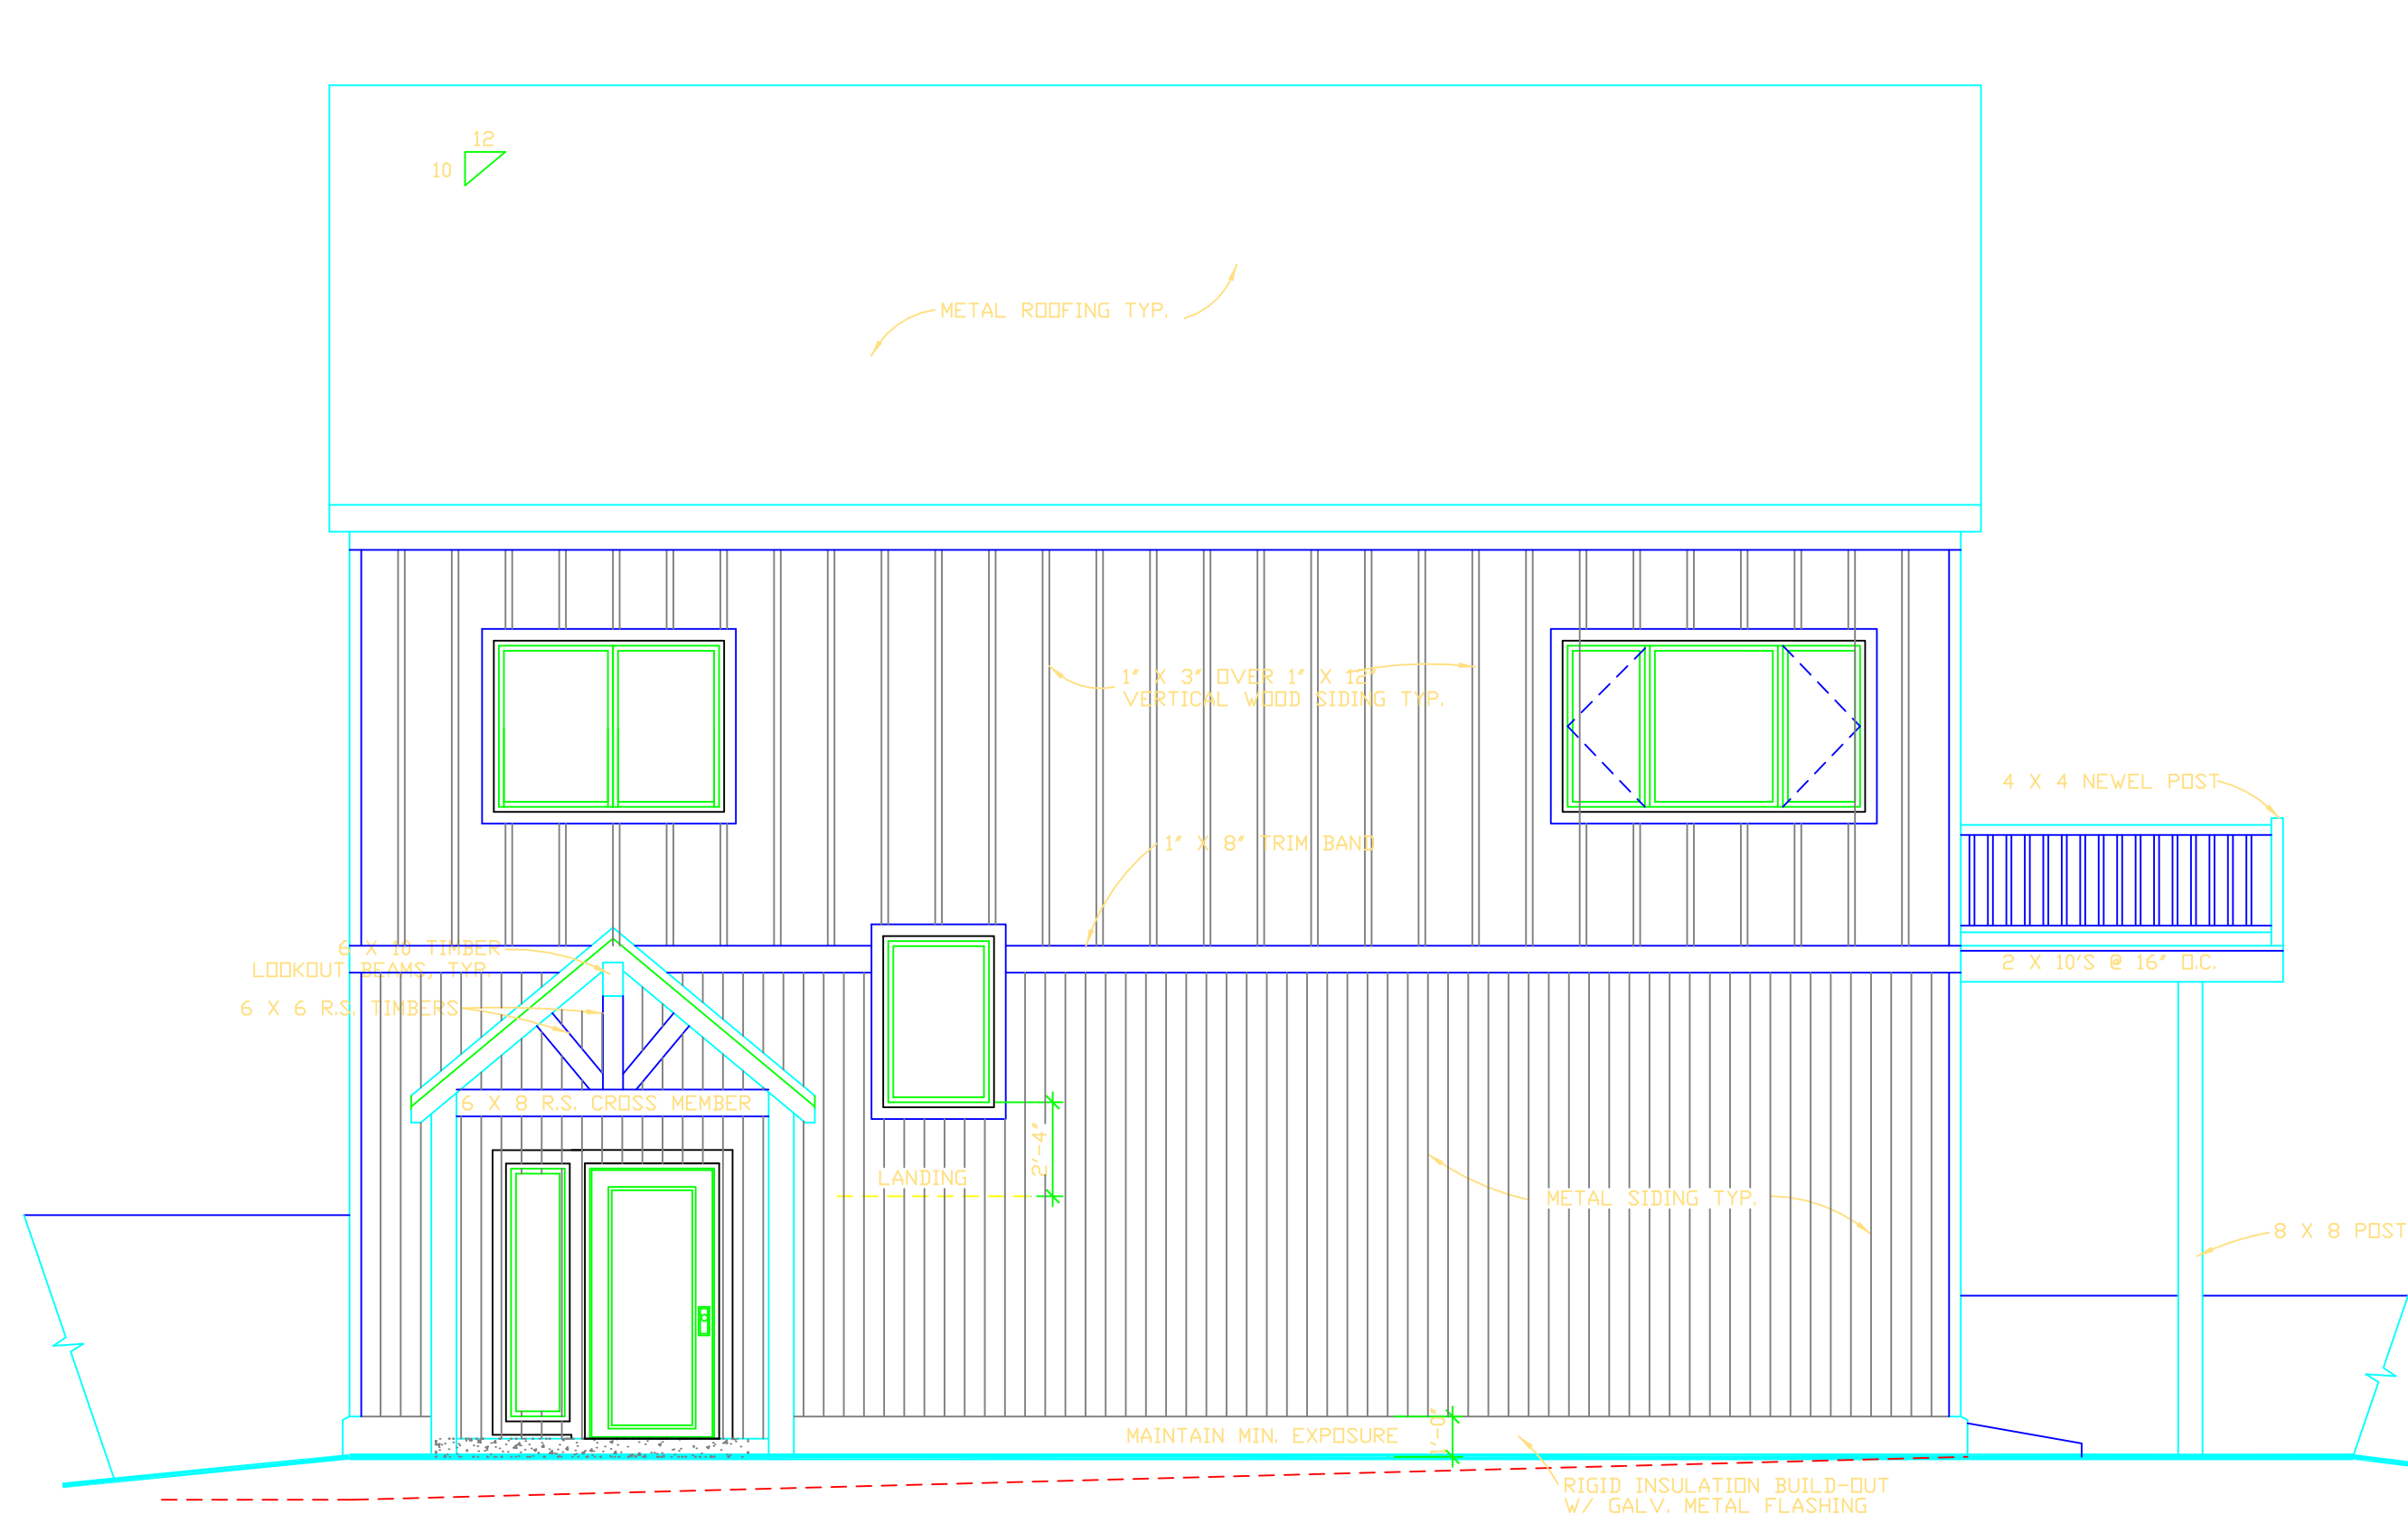 12
10
METAL ROOFING TYP.
1" X 3" OVER 1" X 12"
VERTICAL WOOD SIDING TYP.
4 X 4 NEWEL POST
1" X 8" TRIM BAND
6 X 10 TIMBER
LOOKOUT BEAMS, TYP.
2 X 10'S @ 16" O.C.
6 X 6 R.S. TIMBERS
6 X 8 R.S. CROSS MEMBER
2'-4"
LANDING
METAL SIDING TYP.
8 X 8 POST
MAINTAIN MIN. EXPOSURE
1'-0"
RIGID INSULATION BUILD-OUT
W/ GALV. METAL FLASHING